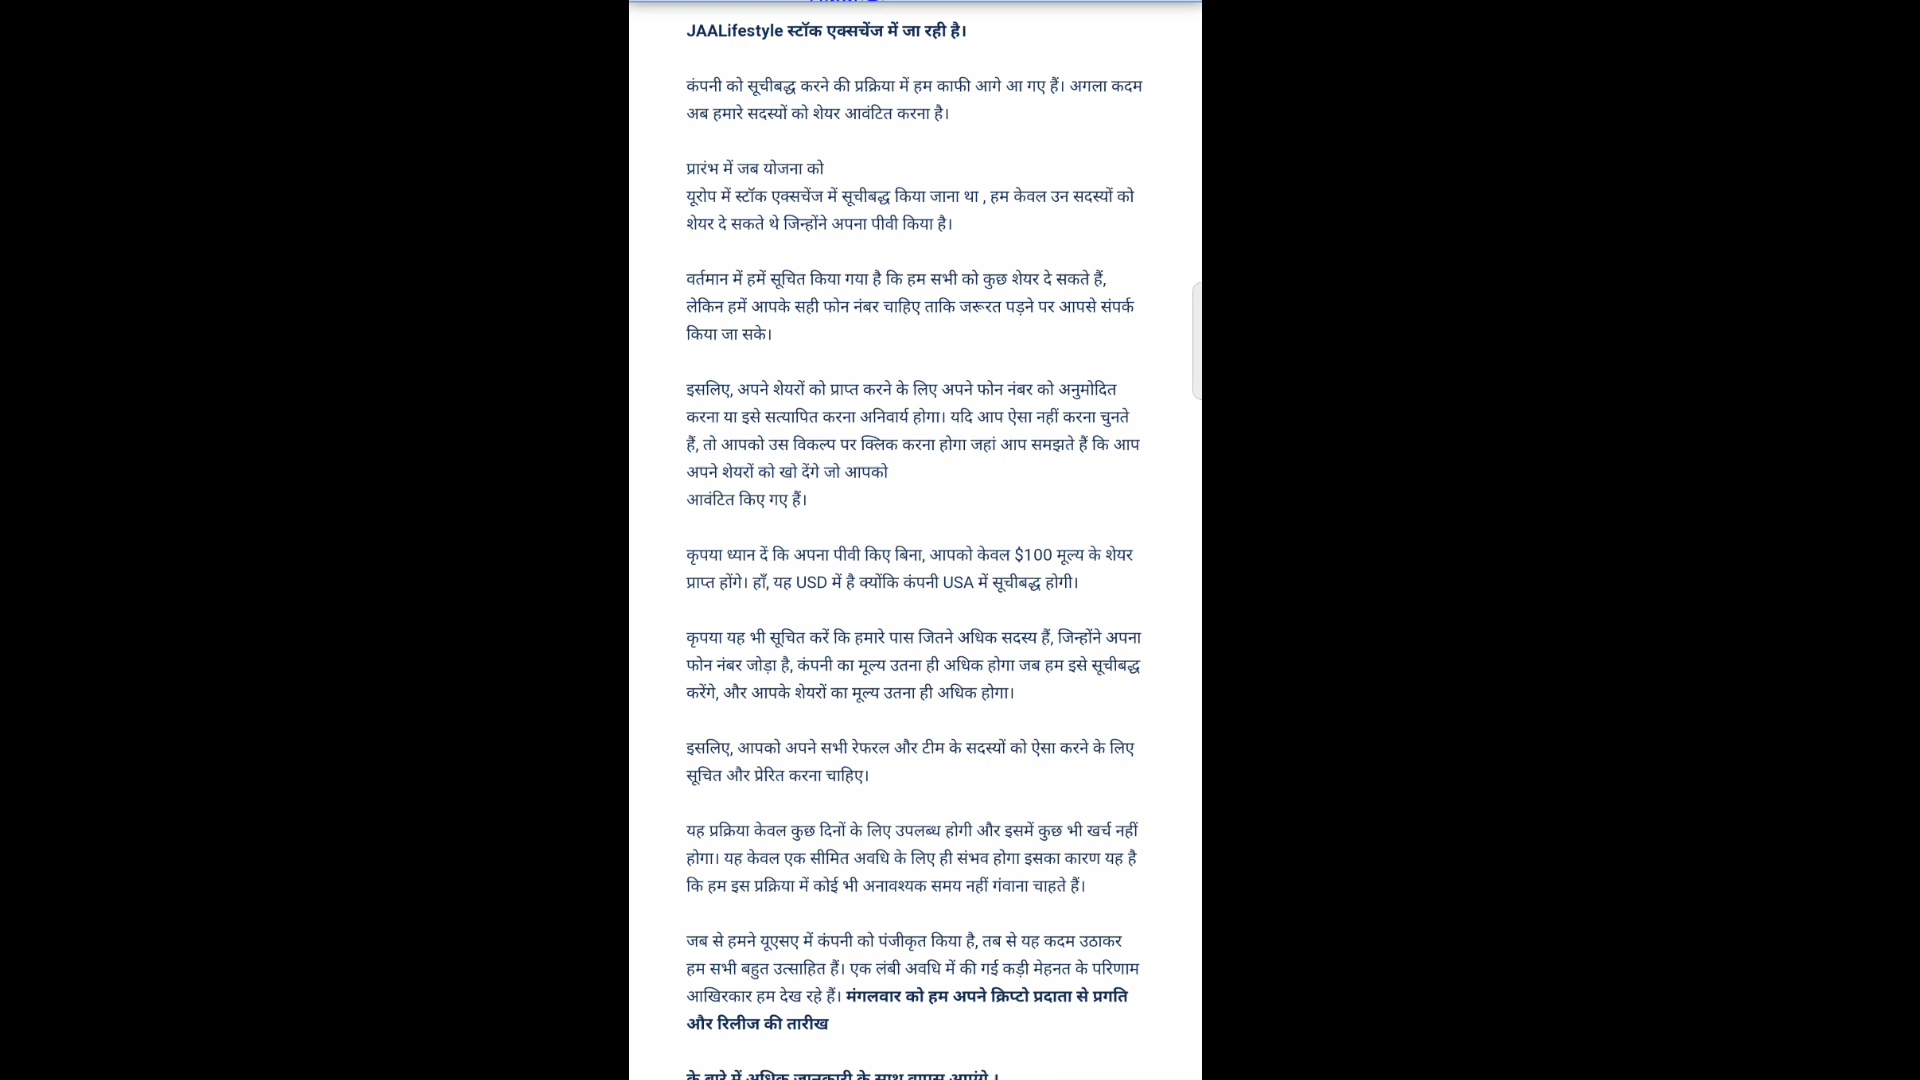 JAALifestyle स्टॉक एक्सचेंज में जा रही है।
कंपनी को सूचीबद्ध करने की प्रक्रिया में हम काफी आगे आ गए हैं। अगला कदम
अब हमारे सदस्यों को शेयर आवंटित करना है।
प्रारंभ में जब योजना को
यूरोप में स्टॉक एक्सचेंज में सूचीबद्ध किया जाना था , हम केवल उन सदस्यों को
शेयर दे सकते थे जिन्होंने अपना पीवी किया है।
वर्तमान में हमें सूचित किया गया है कि हम सभी को कुछ शेयर दे सकते हैं,
लेकिन हमें आपके सही फोन नंबर चाहिए ताकि जरूरत पड़ने पर आपसे संपर्क
किया जा सके।
इसलिए, अपने शेयरों को प्राप्त करने के लिए अपने फोन नंबर को अनुमोदित
करना या इसे सत्यापित करना अनिवार्य होगा। यदि आप ऐसा नहीं करना चुनते
हैं, तो आपको उस विकल्प पर क्लिक करना होगा जहां आप समझते हैं कि आप
अपने शेयरों को खो देंगे जो आपको
आवंटित किए गए हैं।
कृपया ध्यान दें कि अपना पीवी किए बिना, आपको केवल $100 मूल्य के शेयर
प्राप्त होंगे। हाँ, यह USD में है क्योंकि कंपनी USA में सूचीबद्ध होगी।
कृपया यह भी सूचित करें कि हमारे पास जितने अधिक सदस्य हैं, जिन्होंने अपना
फोन नंबर जोड़ा है, कंपनी का मूल्य उतना ही अधिक होगा जब हम इसे सूचीबद्ध
करेंगे, और आपके शेयरों का मूल्य उतना ही अधिक होगा।
इसलिए, आपको अपने सभी रेफरल और टीम के सदस्यों को ऐसा करने के लिए
सूचित और प्रेरित करना चाहिए।
यह प्रक्रिया केवल कुछ दिनों के लिए उपलब्ध होगी और इसमें कुछ भी खर्च नहीं
होगा। यह केवल एक सीमित अवधि के लिए ही संभव होगा इसका कारण यह है
कि हम इस प्रक्रिया में कोई भी अनावश्यक समय नहीं गंवाना चाहते हैं।
जब से हमने यूएसए में कंपनी को पंजीकृत किया है, तब से यह कदम उठाकर
हम सभी बहुत उत्साहित हैं। एक लंबी अवधि में की गई कड़ी मेहनत के परिणाम
आखिरकार हम देख रहे हैं। मंगलवार को हम अपने क्रिप्टो प्रदाता से प्रगति
और रिलीज की तारीख
के बारे में अधिक जानकारी के साथ वापस आएंगे ।